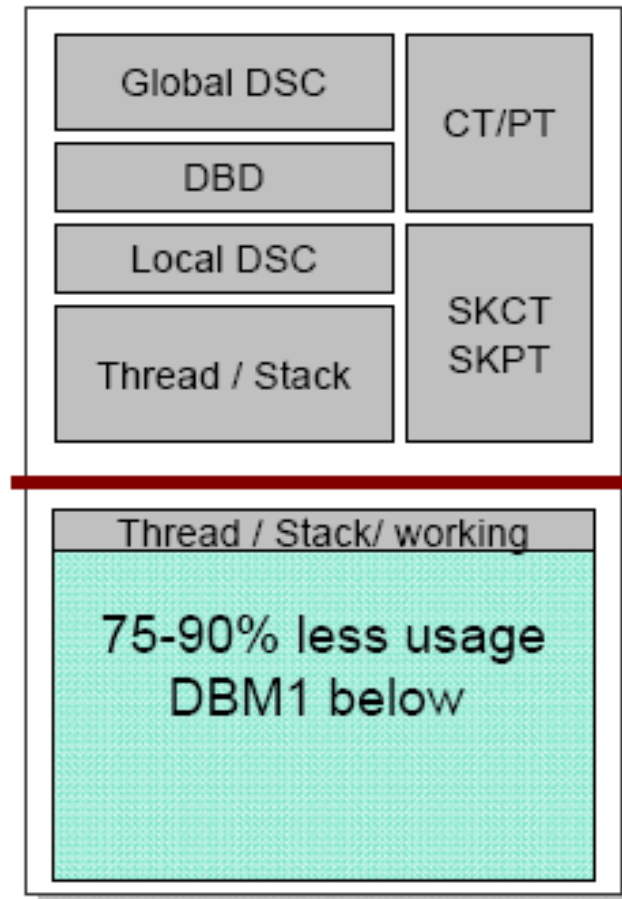 Global DSC
CT/PT
DBD
Local DSC
SKCT
SKPT
Thread / Stack
Thread / Stack/ working
75-90% less usage
DBM1 below